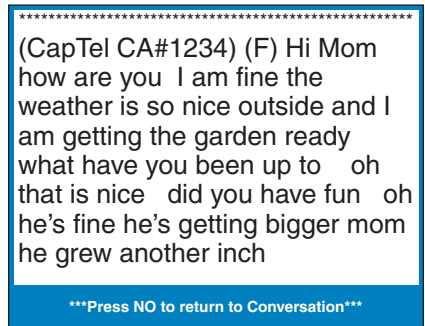 *****************************************************
(CapTel CA#1234) (F) Hi Mom
how are you  I am fine the
weather is so nice outside and I
am getting the garden ready
what have you been up to    oh
that is nice   did you have fun   oh
he's fine he's getting bigger mom
he grew another inch
***Press NO to return to Conversation***